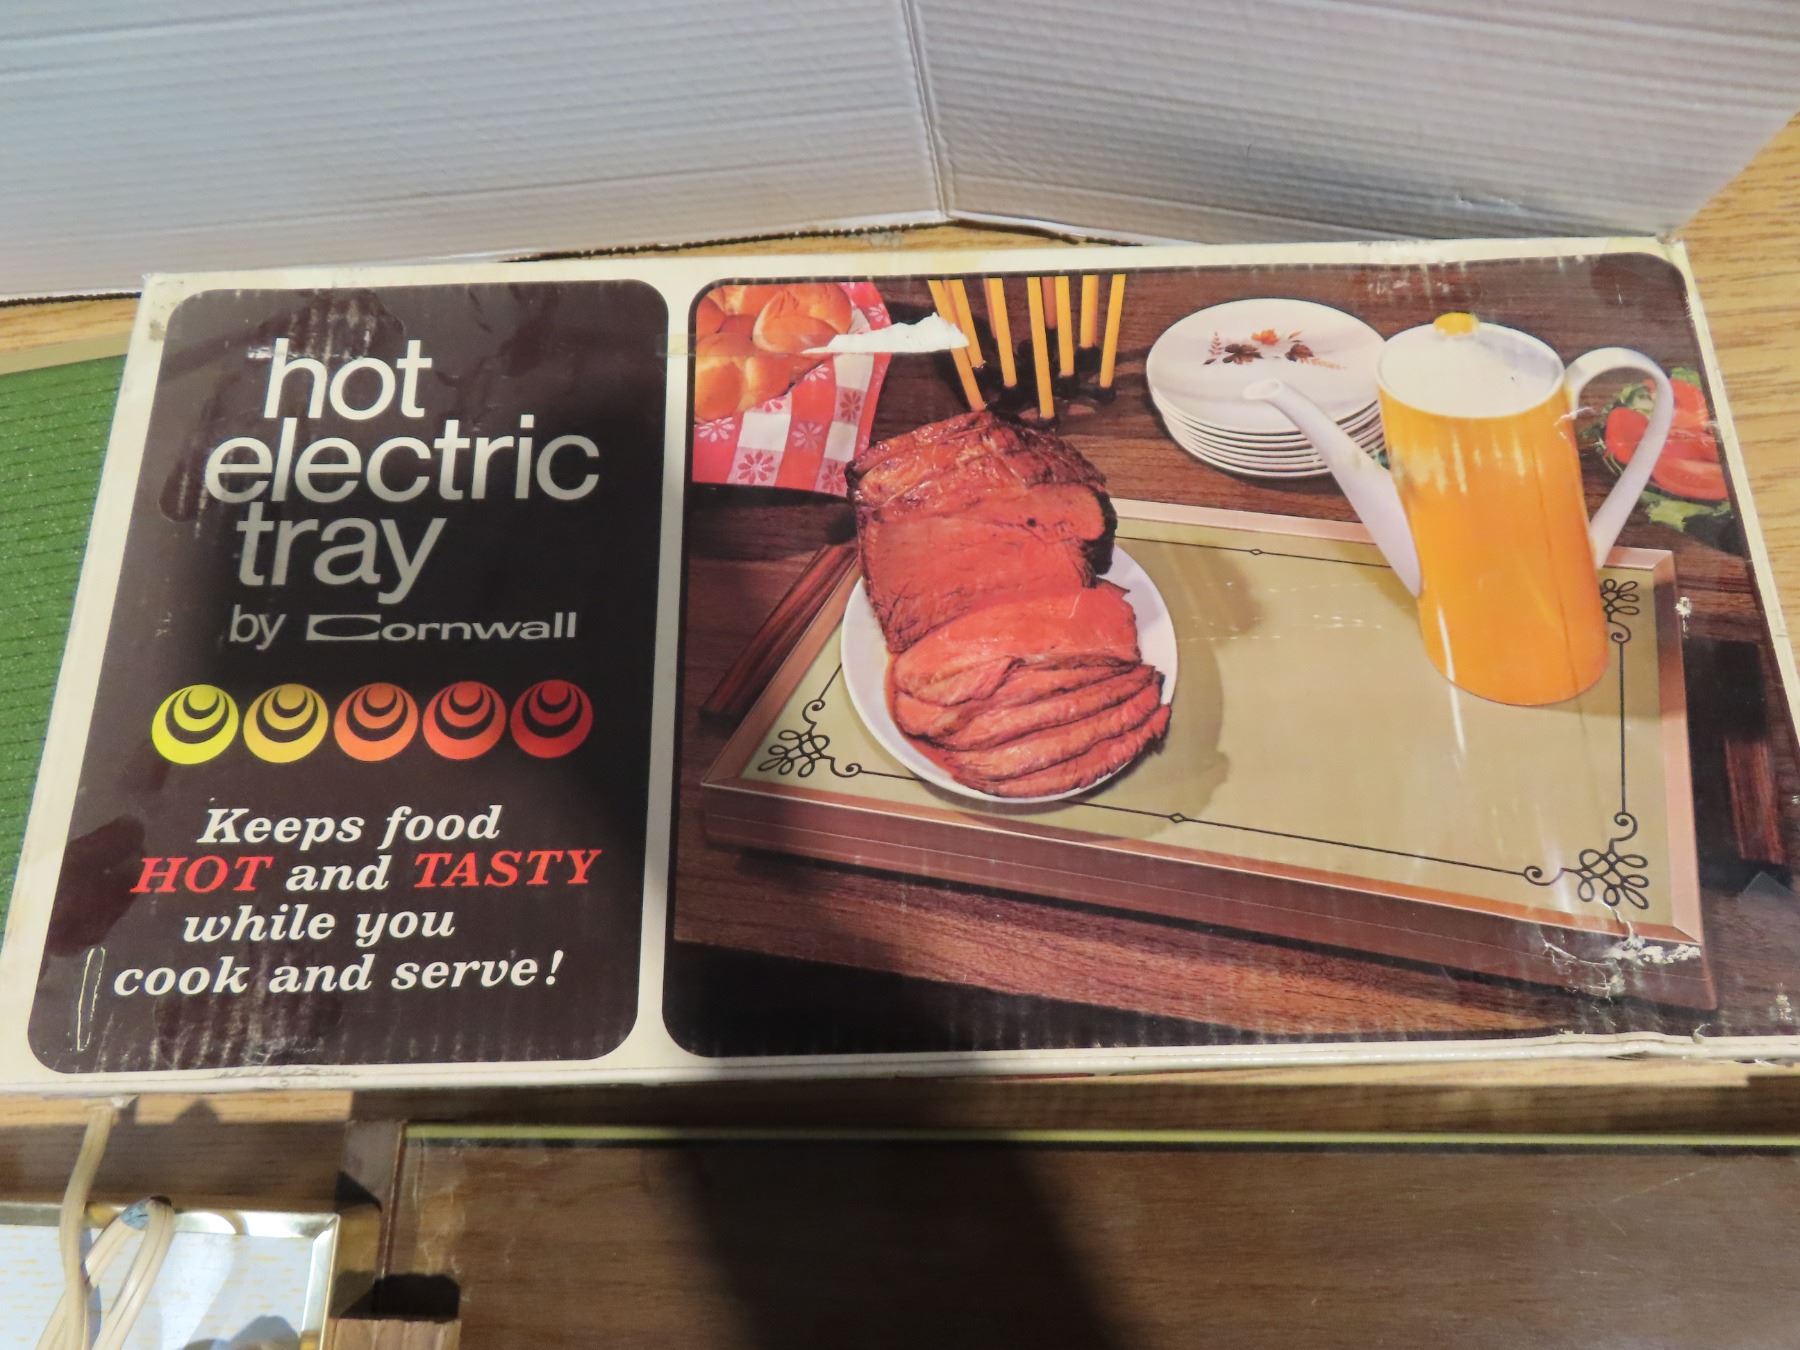 hot
electric
tray
by Cornwall
Keeps food
HOT and TASTY
while you
cook and serve!